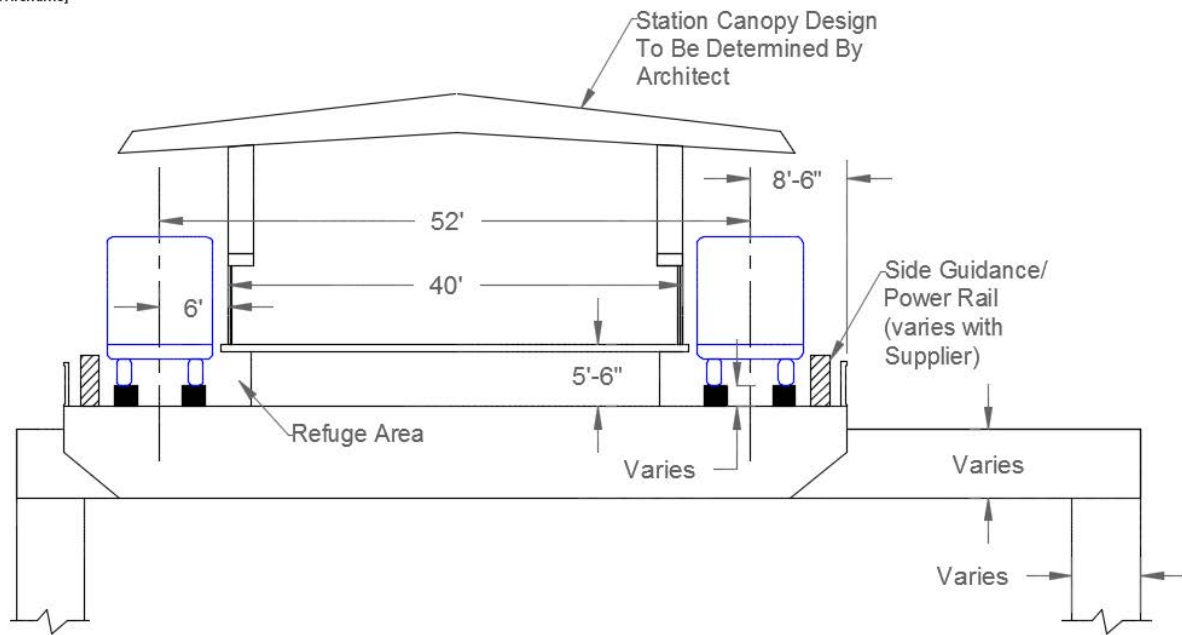 Station Canopy Design
To Be Determined By
Architect
8'-6"
52'
40'
6'
Side Guidance/
Power Rail
(varies with
Supplier)
5'-6"
Refuge Area
Varies
Varies
Varies